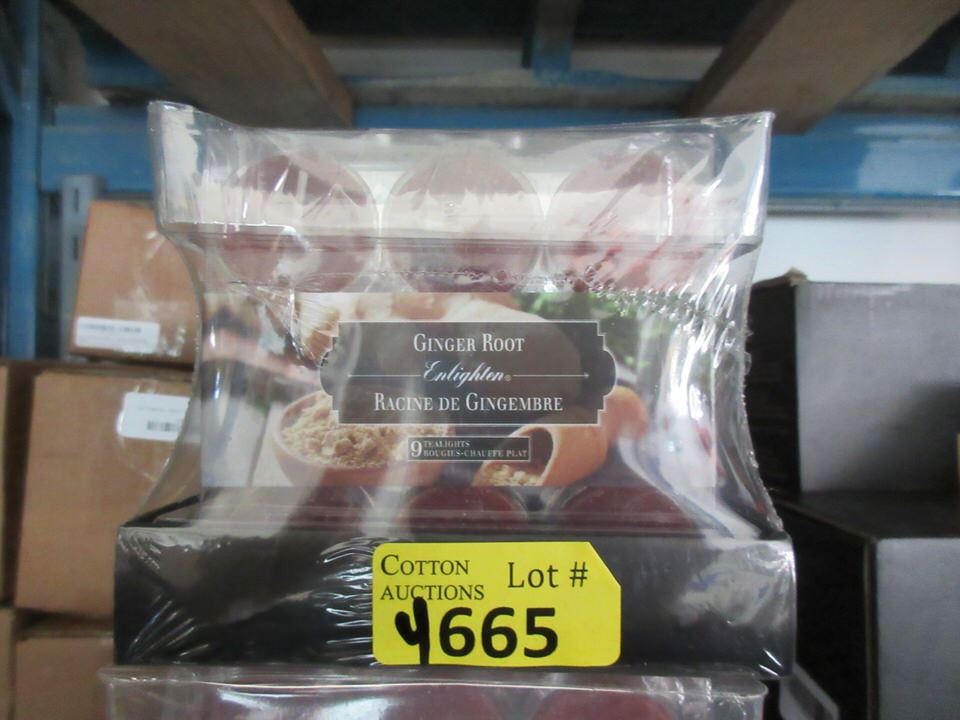 GINGER ROOT
Enlighten®
RACINE DE GINGEMBRE
9 TEALIGHTS
BOUGIES-CHAUFFE PLAT
COTTON
AUCTIONS
Lot #
4665